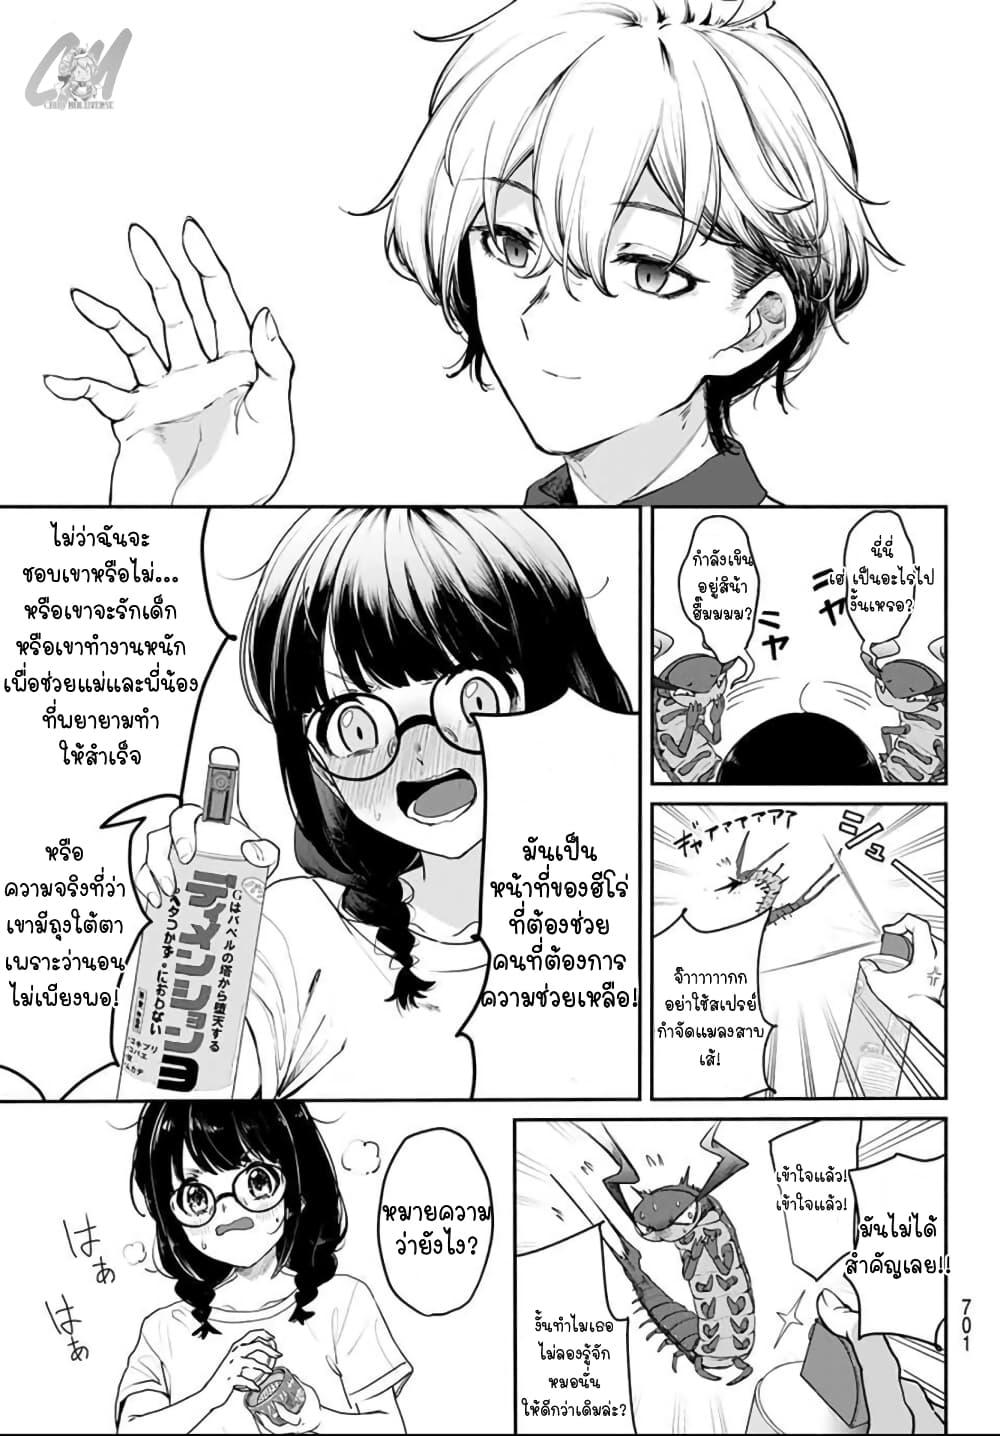 CM
นี่นี่
เฮ่ เป็นอะไรไป
งั้นเหรอ?
กำลังเขิน
อยู่สิน้า
ฮึ๊มมมมม?
ニャ
ニヤ
ไม่ว่าฉันจะ
ชอบเขาหรือไม่...
หรือเขาจะรักเด็ก
หรือเขาทำงานหนัก
เพื่อช่วยแม่และพี่น้อง
ที่พยายามทำ
ให้สำเร็จ
หรือ
ความจริงที่ว่า
เขามีถุงใต้ตา
เพราะว่านอน
ไม่เพียงพอ!
มันเป็น
หน้าที่ของฮีโร่
ที่ต้องช่วย
คนที่ต้องการ
ความช่วยเหลือ!
Gはバベルの塔から堕天する
ディメンションヨ
ベタつかず・においわない
ギャアアアアアア
ミシュー
จ๊าาาาาากก
อย่าใช้สเปรย์
กำจัดแมลงสาบ
เส้!
เข้าใจแล้ว!
เข้าใจแล้ว!
มันไม่ได้
สำคัญเลย!!
งั้นทำไมเธอ
ไม่ลองรู้จัก
หมอนั่น
ให้ดีกว่าเดิมล่ะ?
หมายความ
ว่ายังไง?
はぁ
はぁ
701